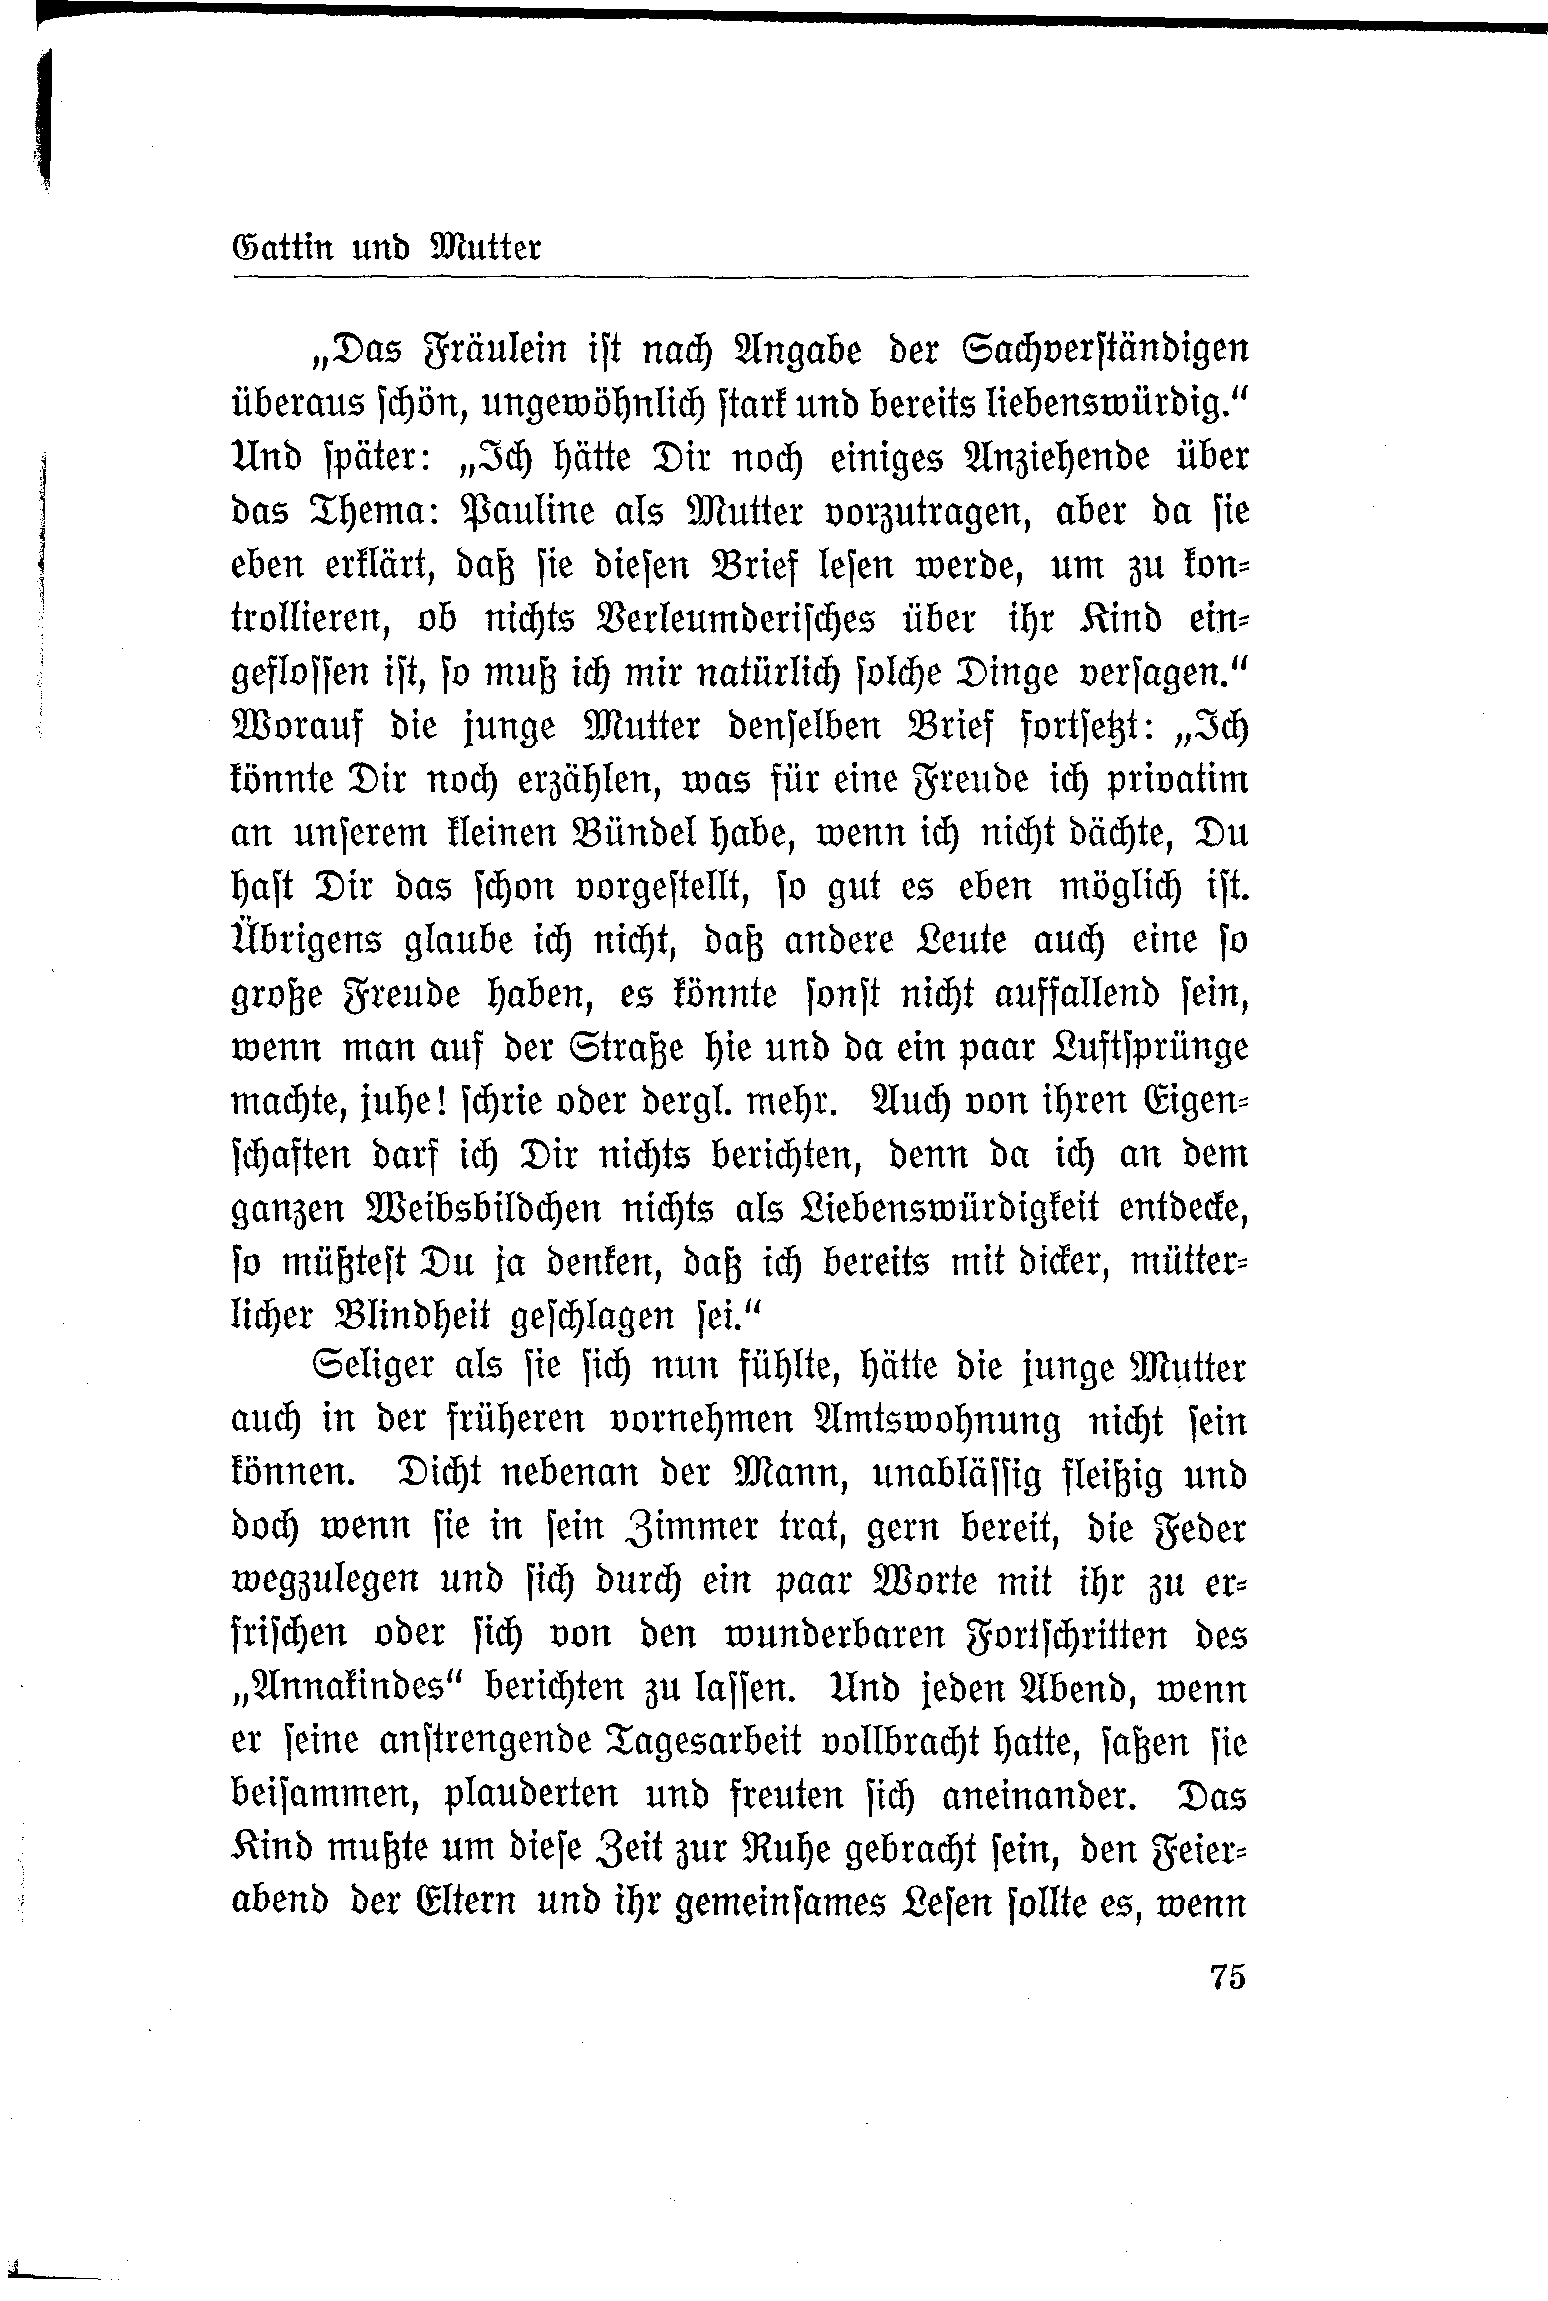 Gattin und Mutter
„Das Fräulein ist nach Angabe der Sachverständigen
überaus schön, ungewöhnlich stark und bereits liebenswürdig.“
Und später: „Ich hätte Dir noch einiges Anziehende über
das Thema: Pauline als Mutter vorzutragen, aber da sie
eben erklärt, daß sie diesen Brief lesen werde, um zu kon-
trollieren, ob nichts Verleumderisches über ihr Kind ein-
geflossen ist, so muß ich mir natürlich solche Dinge versagen.“
Worauf die junge Mutter denselben Brief fortsetzt: „Ich
könnte Dir noch erzählen, was für eine Freude ich privatim
an unserem kleinen Bündel habe, wenn ich nicht dächte, Du
hast Dir das schon vorgestellt, so gut es eben möglich ist.
Übrigens glaube ich nicht, daß andere Leute auch eine so
große Freude haben, es könnte sonst nicht auffallend sein,
wenn man auf der Straße hie und da ein paar Luftsprünge
machte, juhe! schrie oder dergl. mehr. Auch von ihren Eigen-
schaften darf ich Dir nichts berichten, denn da ich an dem
ganzen Weibsbildchen nichts als Liebenswürdigkeit entdecke,
so müßtest Du ja denken, daß ich bereits mit dicker, mütter-
licher Blindheit geschlagen sei.“
Seliger als sie sich nun fühlte, hätte die junge Mutter
auch in der früheren vornehmen Amtswohnung nicht sein
können. Dicht nebenan der Mann, unablässig fleißig und
doch wenn sie in sein Zimmer trat, gern bereit, die Feder
wegzulegen und sich durch ein paar Worte mit ihr zu er-
frischen oder sich von den wunderbaren Fortschritten des
„Annakindes“ berichten zu lassen. Und jeden Abend, wenn
er seine anstrengende Tagesarbeit vollbracht hatte, saßen sie
beisammen, plauderten und freuten sich aneinander. Das
Kind mußte um diese Zeit zur Ruhe gebracht sein, den Feier-
abend der Eltern und ihr gemeinsames Lesen sollte es, wenn
75